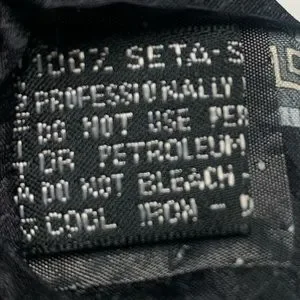 100% SETA-S
PROFESSIONALLY
DO NOT USE PER
OR PETROLEUM
DO NOT BLEACH -
COOL IRON -